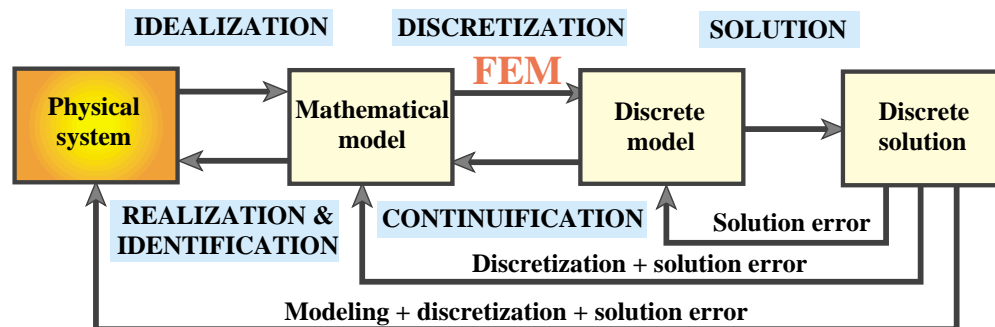 IDEALIZATION
DISCRETIZATION
SOLUTION
FEM
Physical
system
Mathematical
model
Discrete
model
Discrete
solution
REALIZATION &
IDENTIFICATION
CONTINUIFICATION
Solution error
Discretization + solution error
Modeling + discretization + solution error